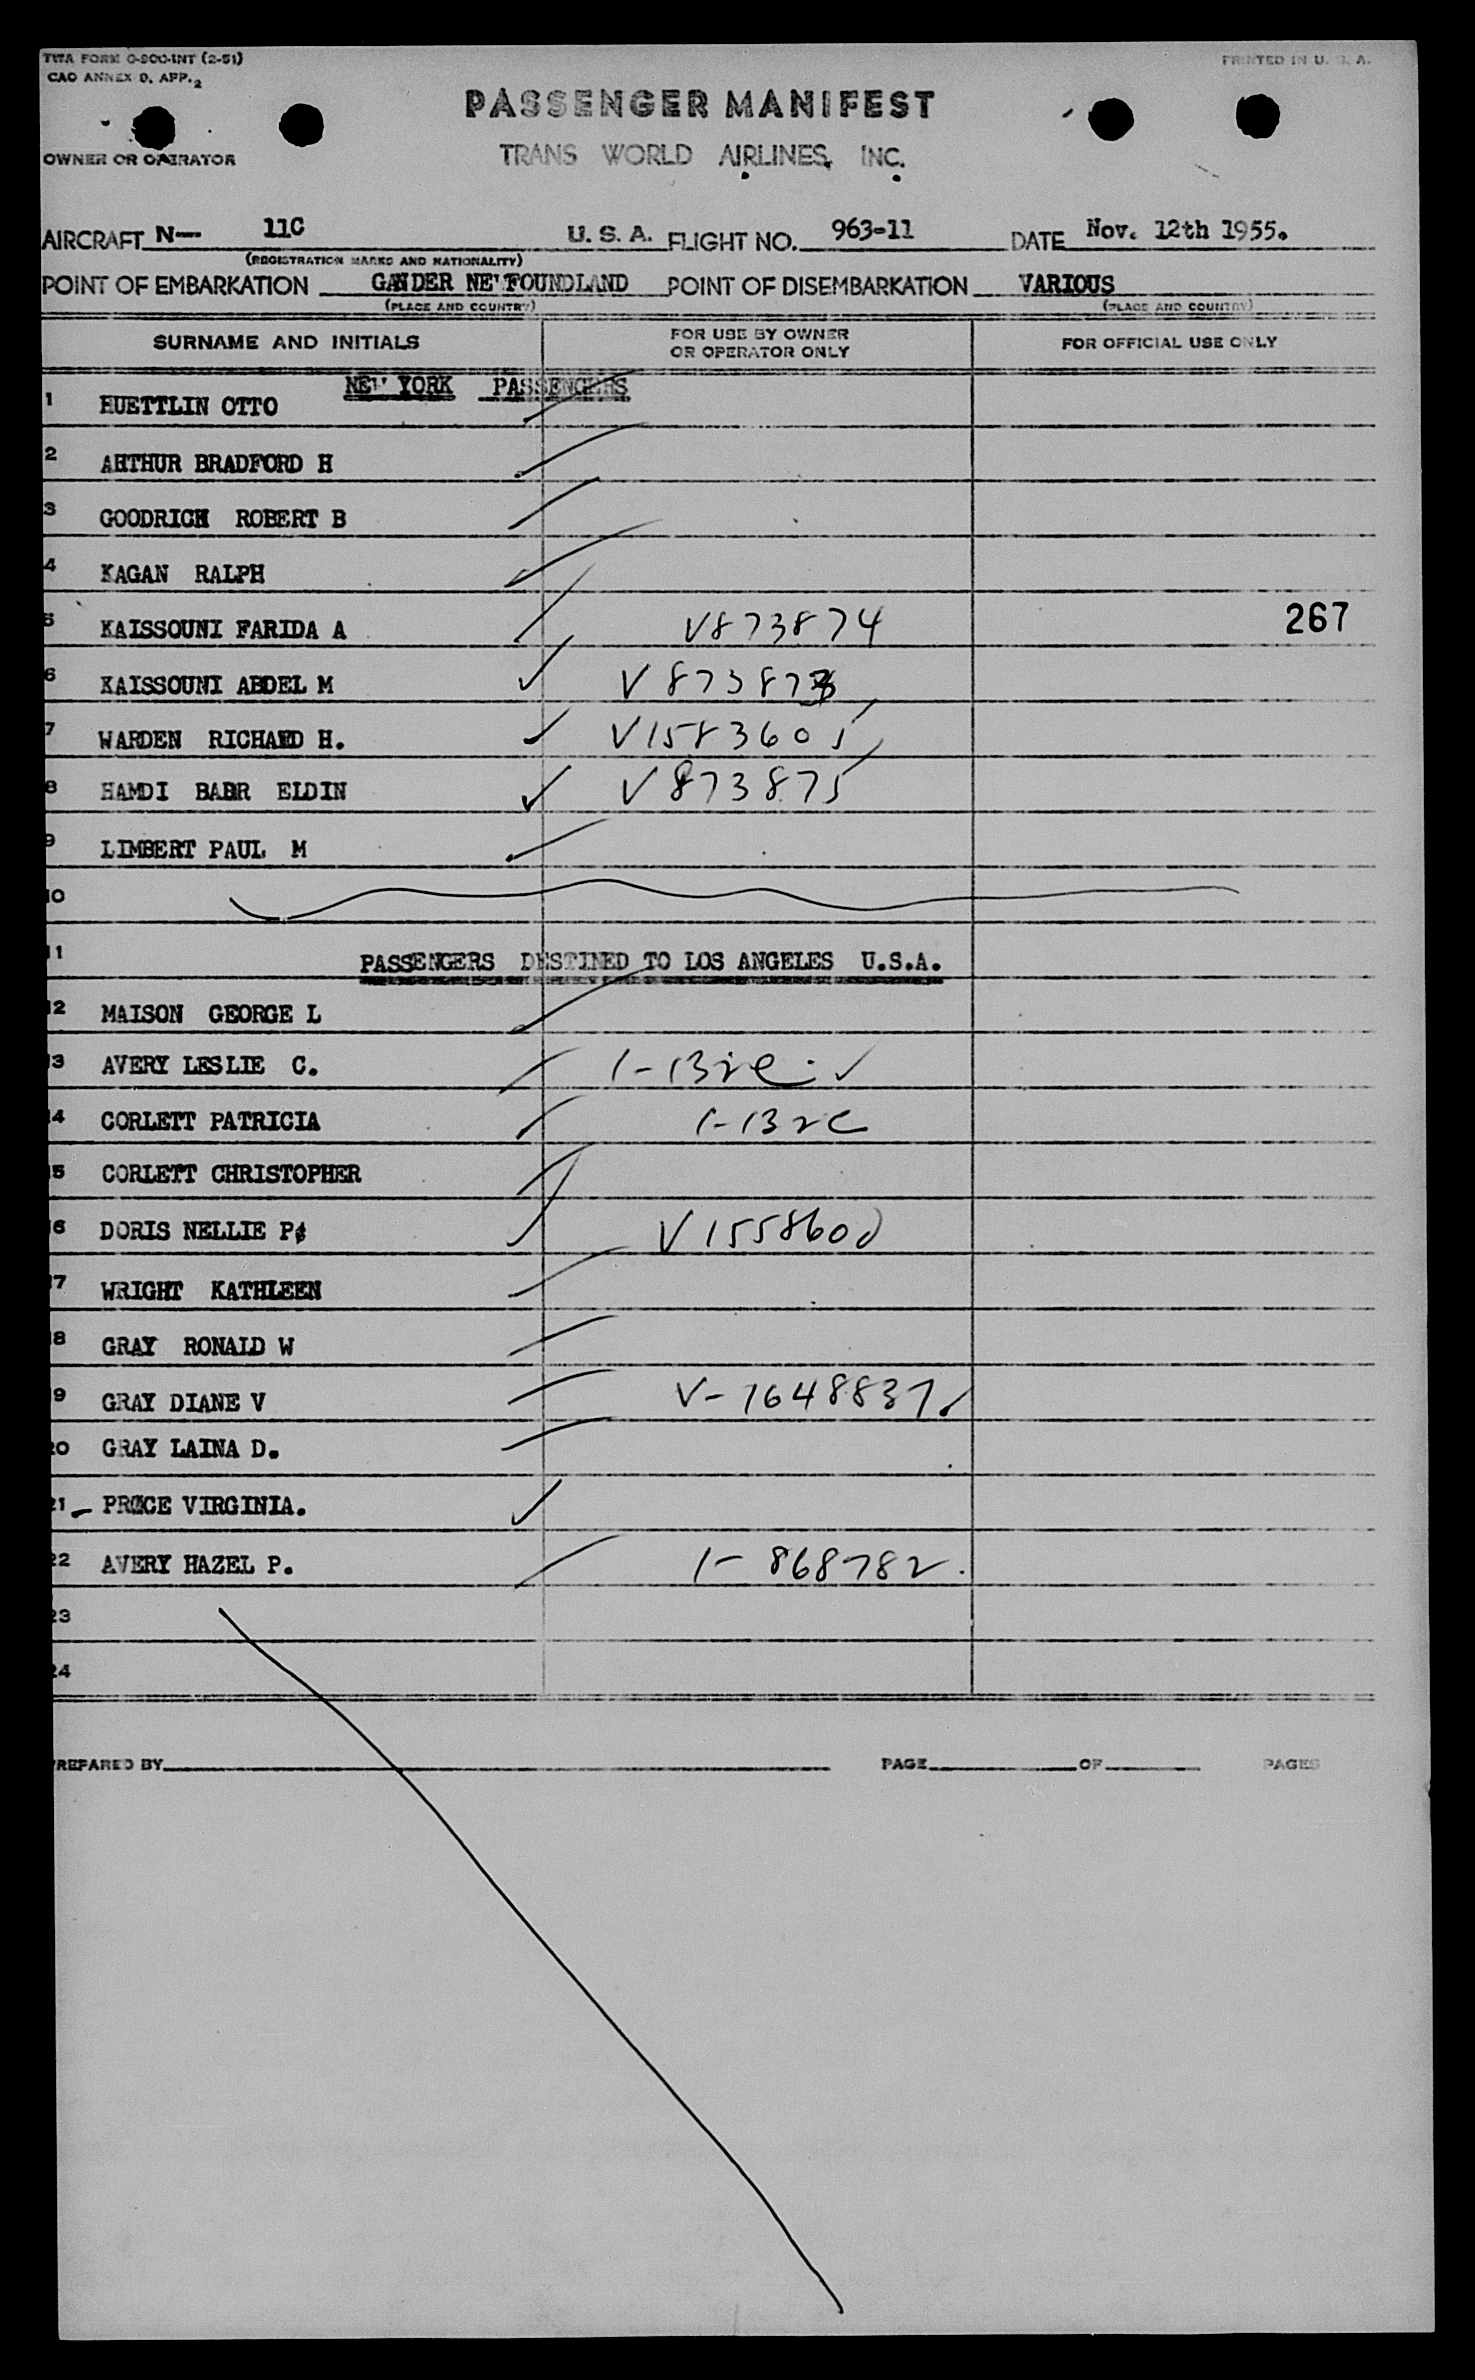 TWA FORM O-800-INT (2-51)
PRINTED IN U. S. A.
CAO ANNEX D. APP. 2
PASSENGER MANIFEST
OWNER OR OPERATOR
TRANS WORLD AIRLINES, INC.
AIRCRAFT N-- 11C U. S. A. FLIGHT NO. 963-11 DATE Nov. 12th 1955.
(REGISTRATION MARKS AND NATIONALITY)
POINT OF EMBARKATION GANDER NEWFOUNDLAND POINT OF DISEMBARKATION VARIOUS
(PLACE AND COUNTRY) (PLACE AND COUNTRY)
SURNAME AND INITIALS FOR USE BY OWNER OR OPERATOR ONLY FOR OFFICIAL USE ONLY
NEW YORK PASSENGERS
1 HUETTLIN OTTO
2 ARTHUR BRADFORD H
3 GOODRICH ROBERT B
4 KAGAN RALPH
5 KAISSOUNI FARIDA A V873874 267
6 KAISSOUNI ABDEL M V873873
7 WARDEN RICHARD H. V1583605
8 HAMDI BADR ELDIN V873875
9 LIMBERT PAUL M
10
11 PASSENGERS DESTINED TO LOS ANGELES U.S.A.
12 MAISON GEORGE L
13 AVERY LESLIE C. 1-132e
14 CORLETT PATRICIA 1-132e
15 CORLETT CHRISTOPHER
16 DORIS NELLIE P V1558600
17 WRIGHT KATHLEEN
18 GRAY RONALD W
19 GRAY DIANE V V-1648837
20 GRAY LAINA D.
21 PRICE VIRGINIA.
22 AVERY HAZEL P. 1-868782.
23
24
PREPARED BY PAGE OF PAGES